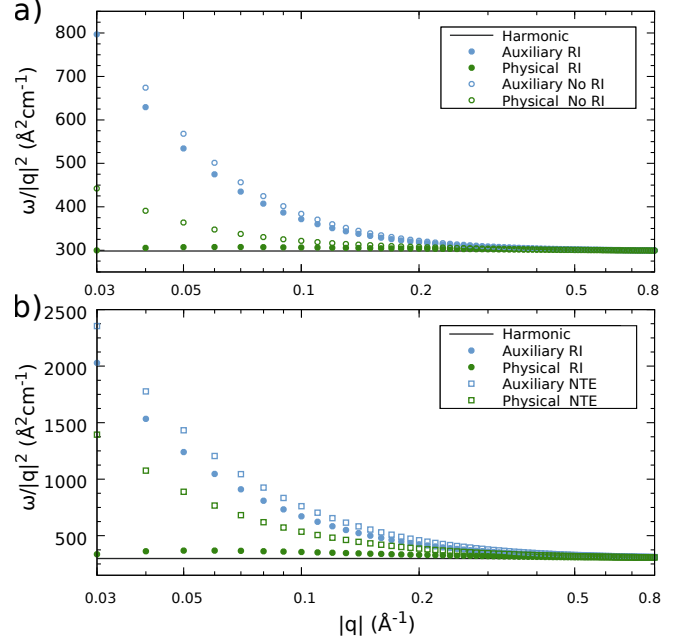 a)
ω/|q|² (Å²cm⁻¹)
800
700
600
500
400
300
Harmonic
Auxiliary RI
Physical RI
Auxiliary No RI
Physical No RI
0.03 0.05 0.1 0.2 0.5 0.8
b)
ω/|q|² (Å²cm⁻¹)
2500
2000
1500
1000
500
Harmonic
Auxiliary RI
Physical RI
Auxiliary NTE
Physical NTE
0.03 0.05 0.1 0.2 0.5 0.8
|q| (Å⁻¹)